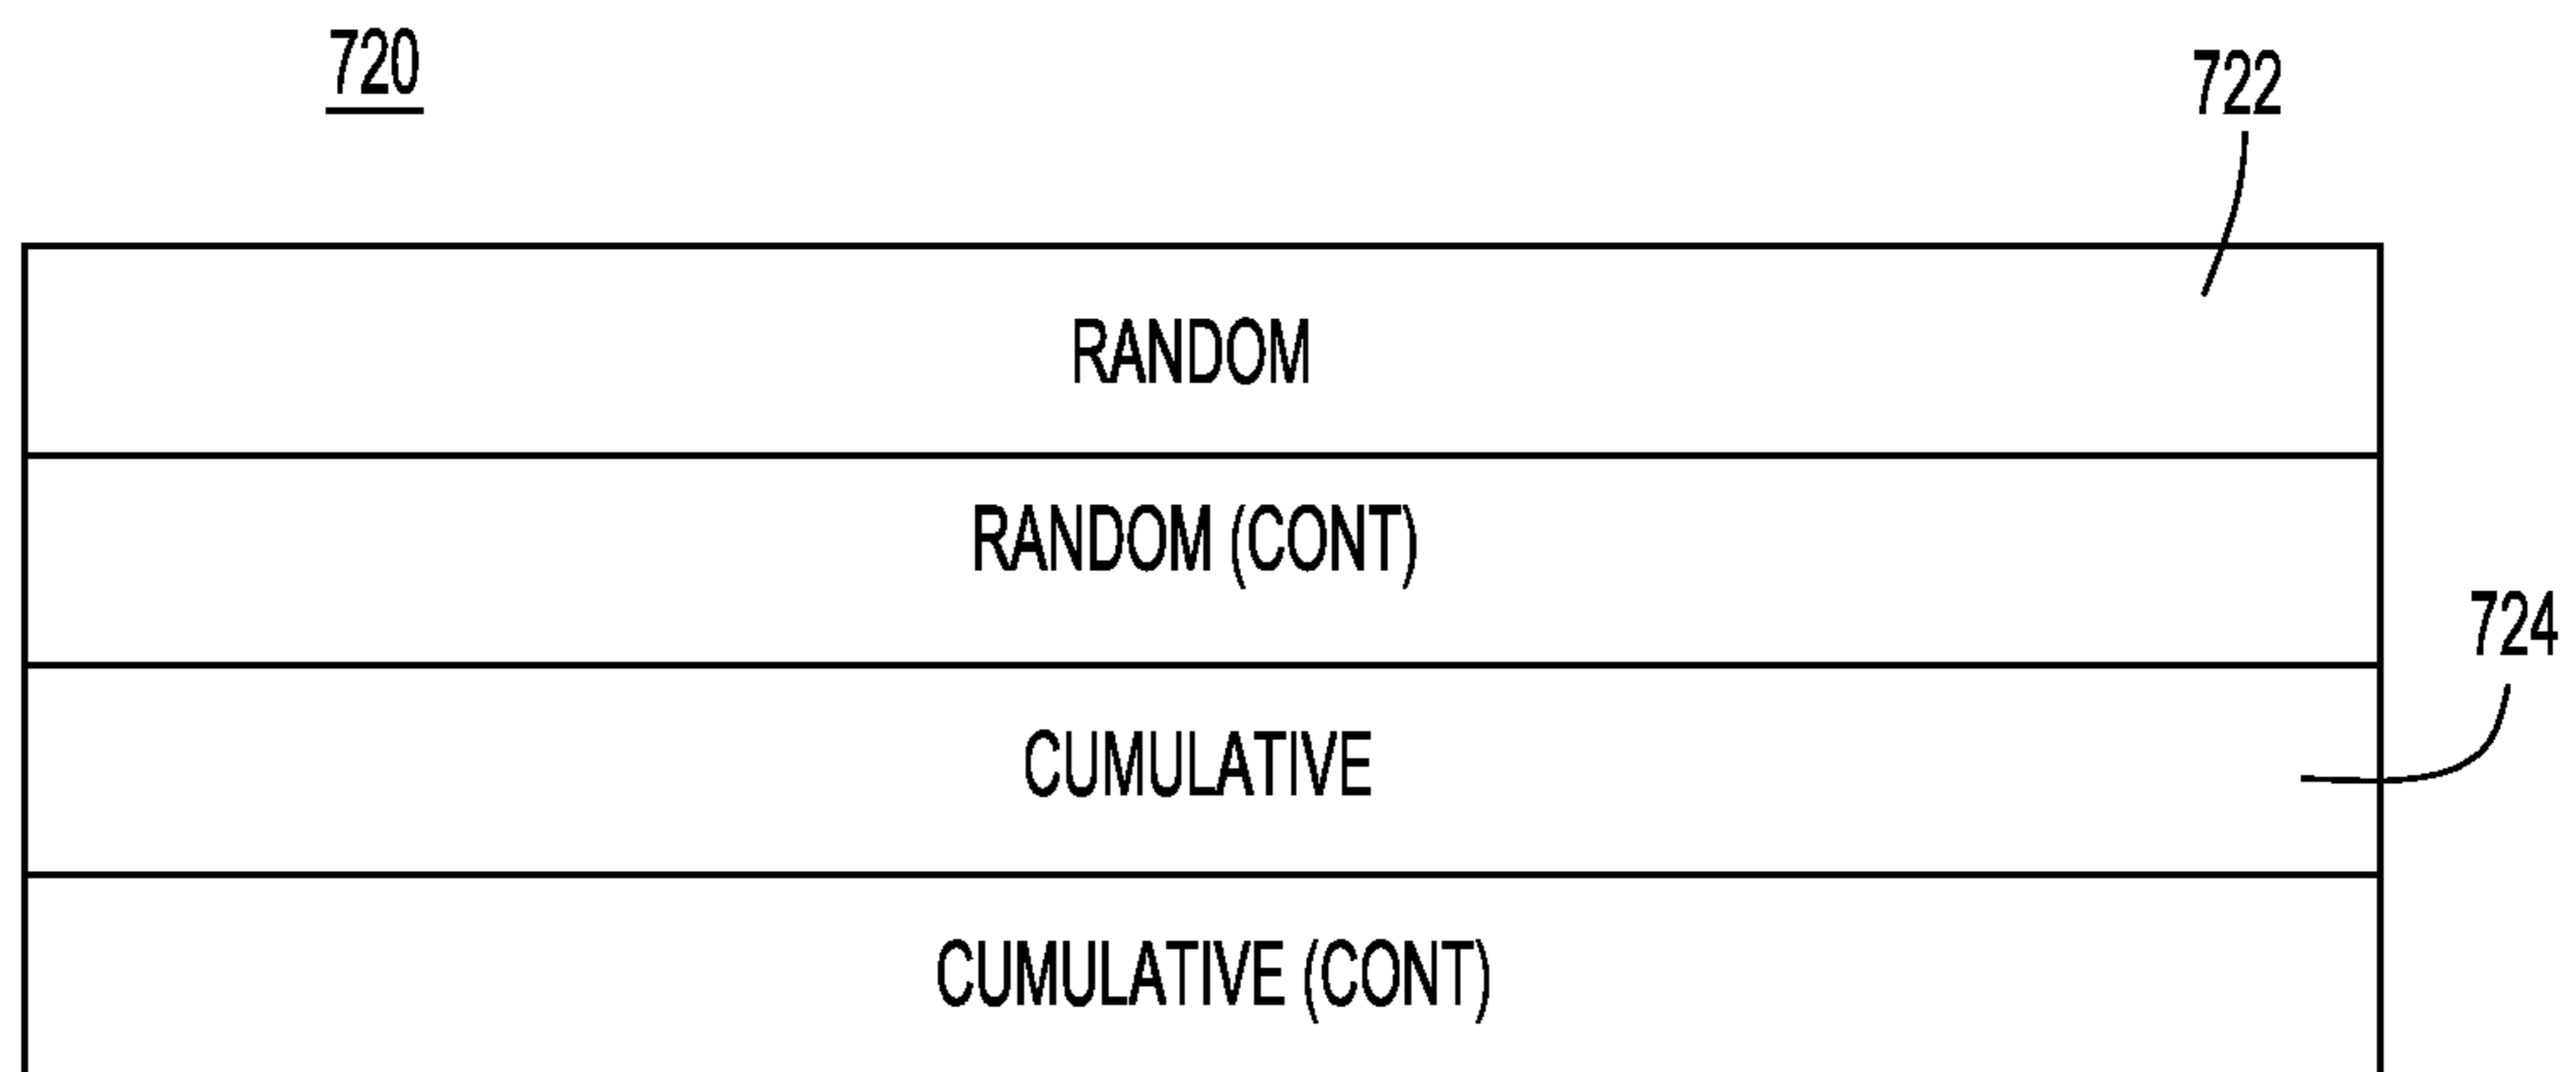 720
722
RANDOM
RANDOM (CONT)
724
CUMULATIVE
CUMULATIVE (CONT)